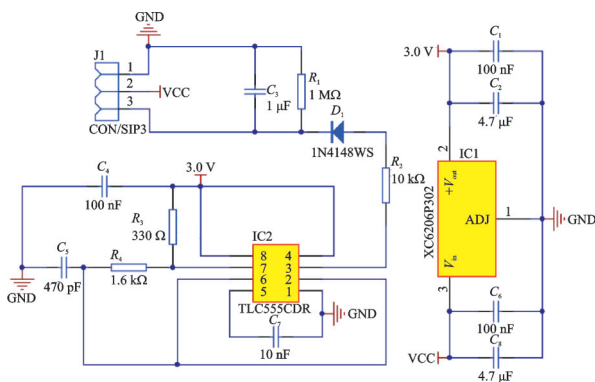 GND
J1
1
2
3
VCC
CON/SIP3
C₃
1 μF
R₁
1 MΩ
D₁
1N4148WS
R₂
10 kΩ
3.0 V
C₄
100 nF
R₃
330 Ω
C₅
470 pF
GND
R₄
1.6 kΩ
IC2
8 4
7 3
6 2
5 1
TLC555CDR
GND
C₇
10 nF
3.0 V
C₁
100 nF
C₂
4.7 μF
2
IC1
XC6206P302
+Vout
ADJ
1
GND
Vin
3
C₆
100 nF
VCC
C₈
4.7 μF